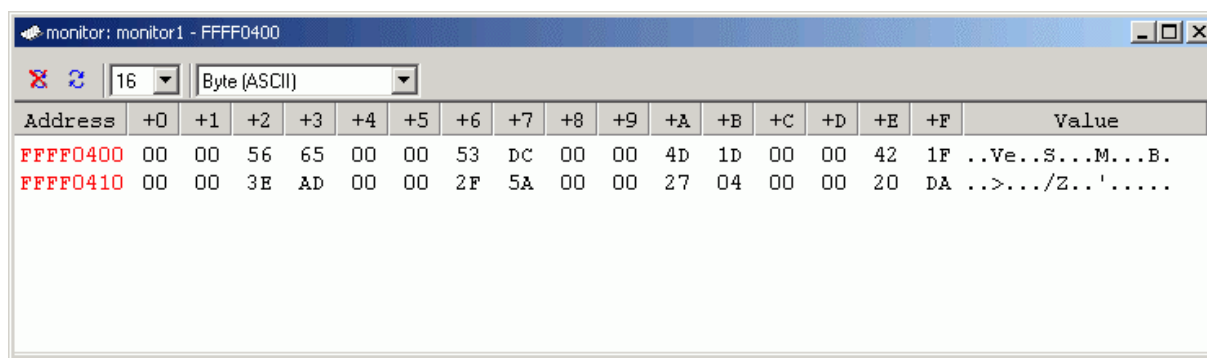 monitor: monitor1 - FFFF0400
16 Byte (ASCII)
Address +0 +1 +2 +3 +4 +5 +6 +7 +8 +9 +A +B +C +D +E +F Value
FFFF0400 00 00 56 65 00 00 53 DC 00 00 4D 1D 00 00 42 1F ..Ve..S...M...B.
FFFF0410 00 00 3E AD 00 00 2F 5A 00 00 27 04 00 00 20 DA ..>.../Z..'.....